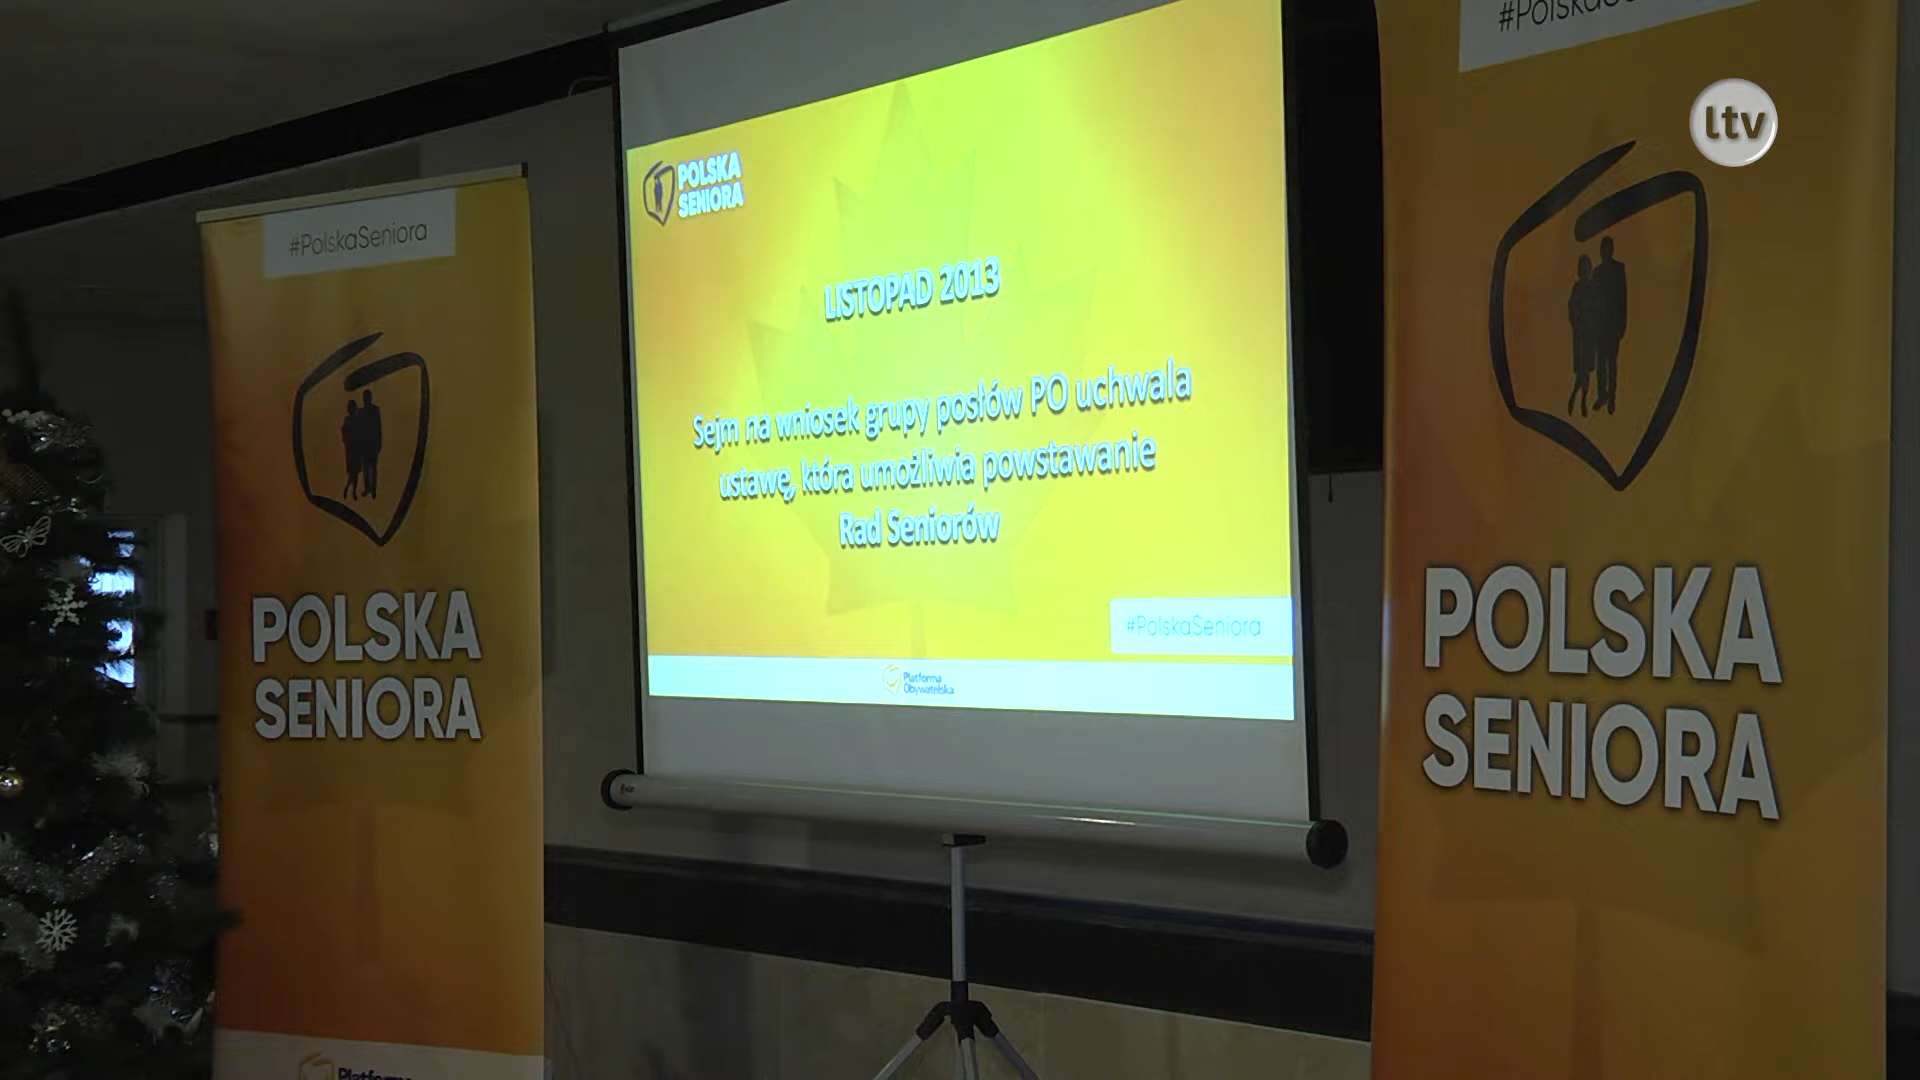 #PolskaSeniora
POLSKA
SENIORA
POLSKA
SENIORA
LISTOPAD 2013
Sejm na wniosek grupy posłów PO uchwala
ustawę, która umożliwia powstawanie
Rad Seniorów
#PolskaSeniora
Platforma
Obywatelska
ltv
POLSKA
SENIORA